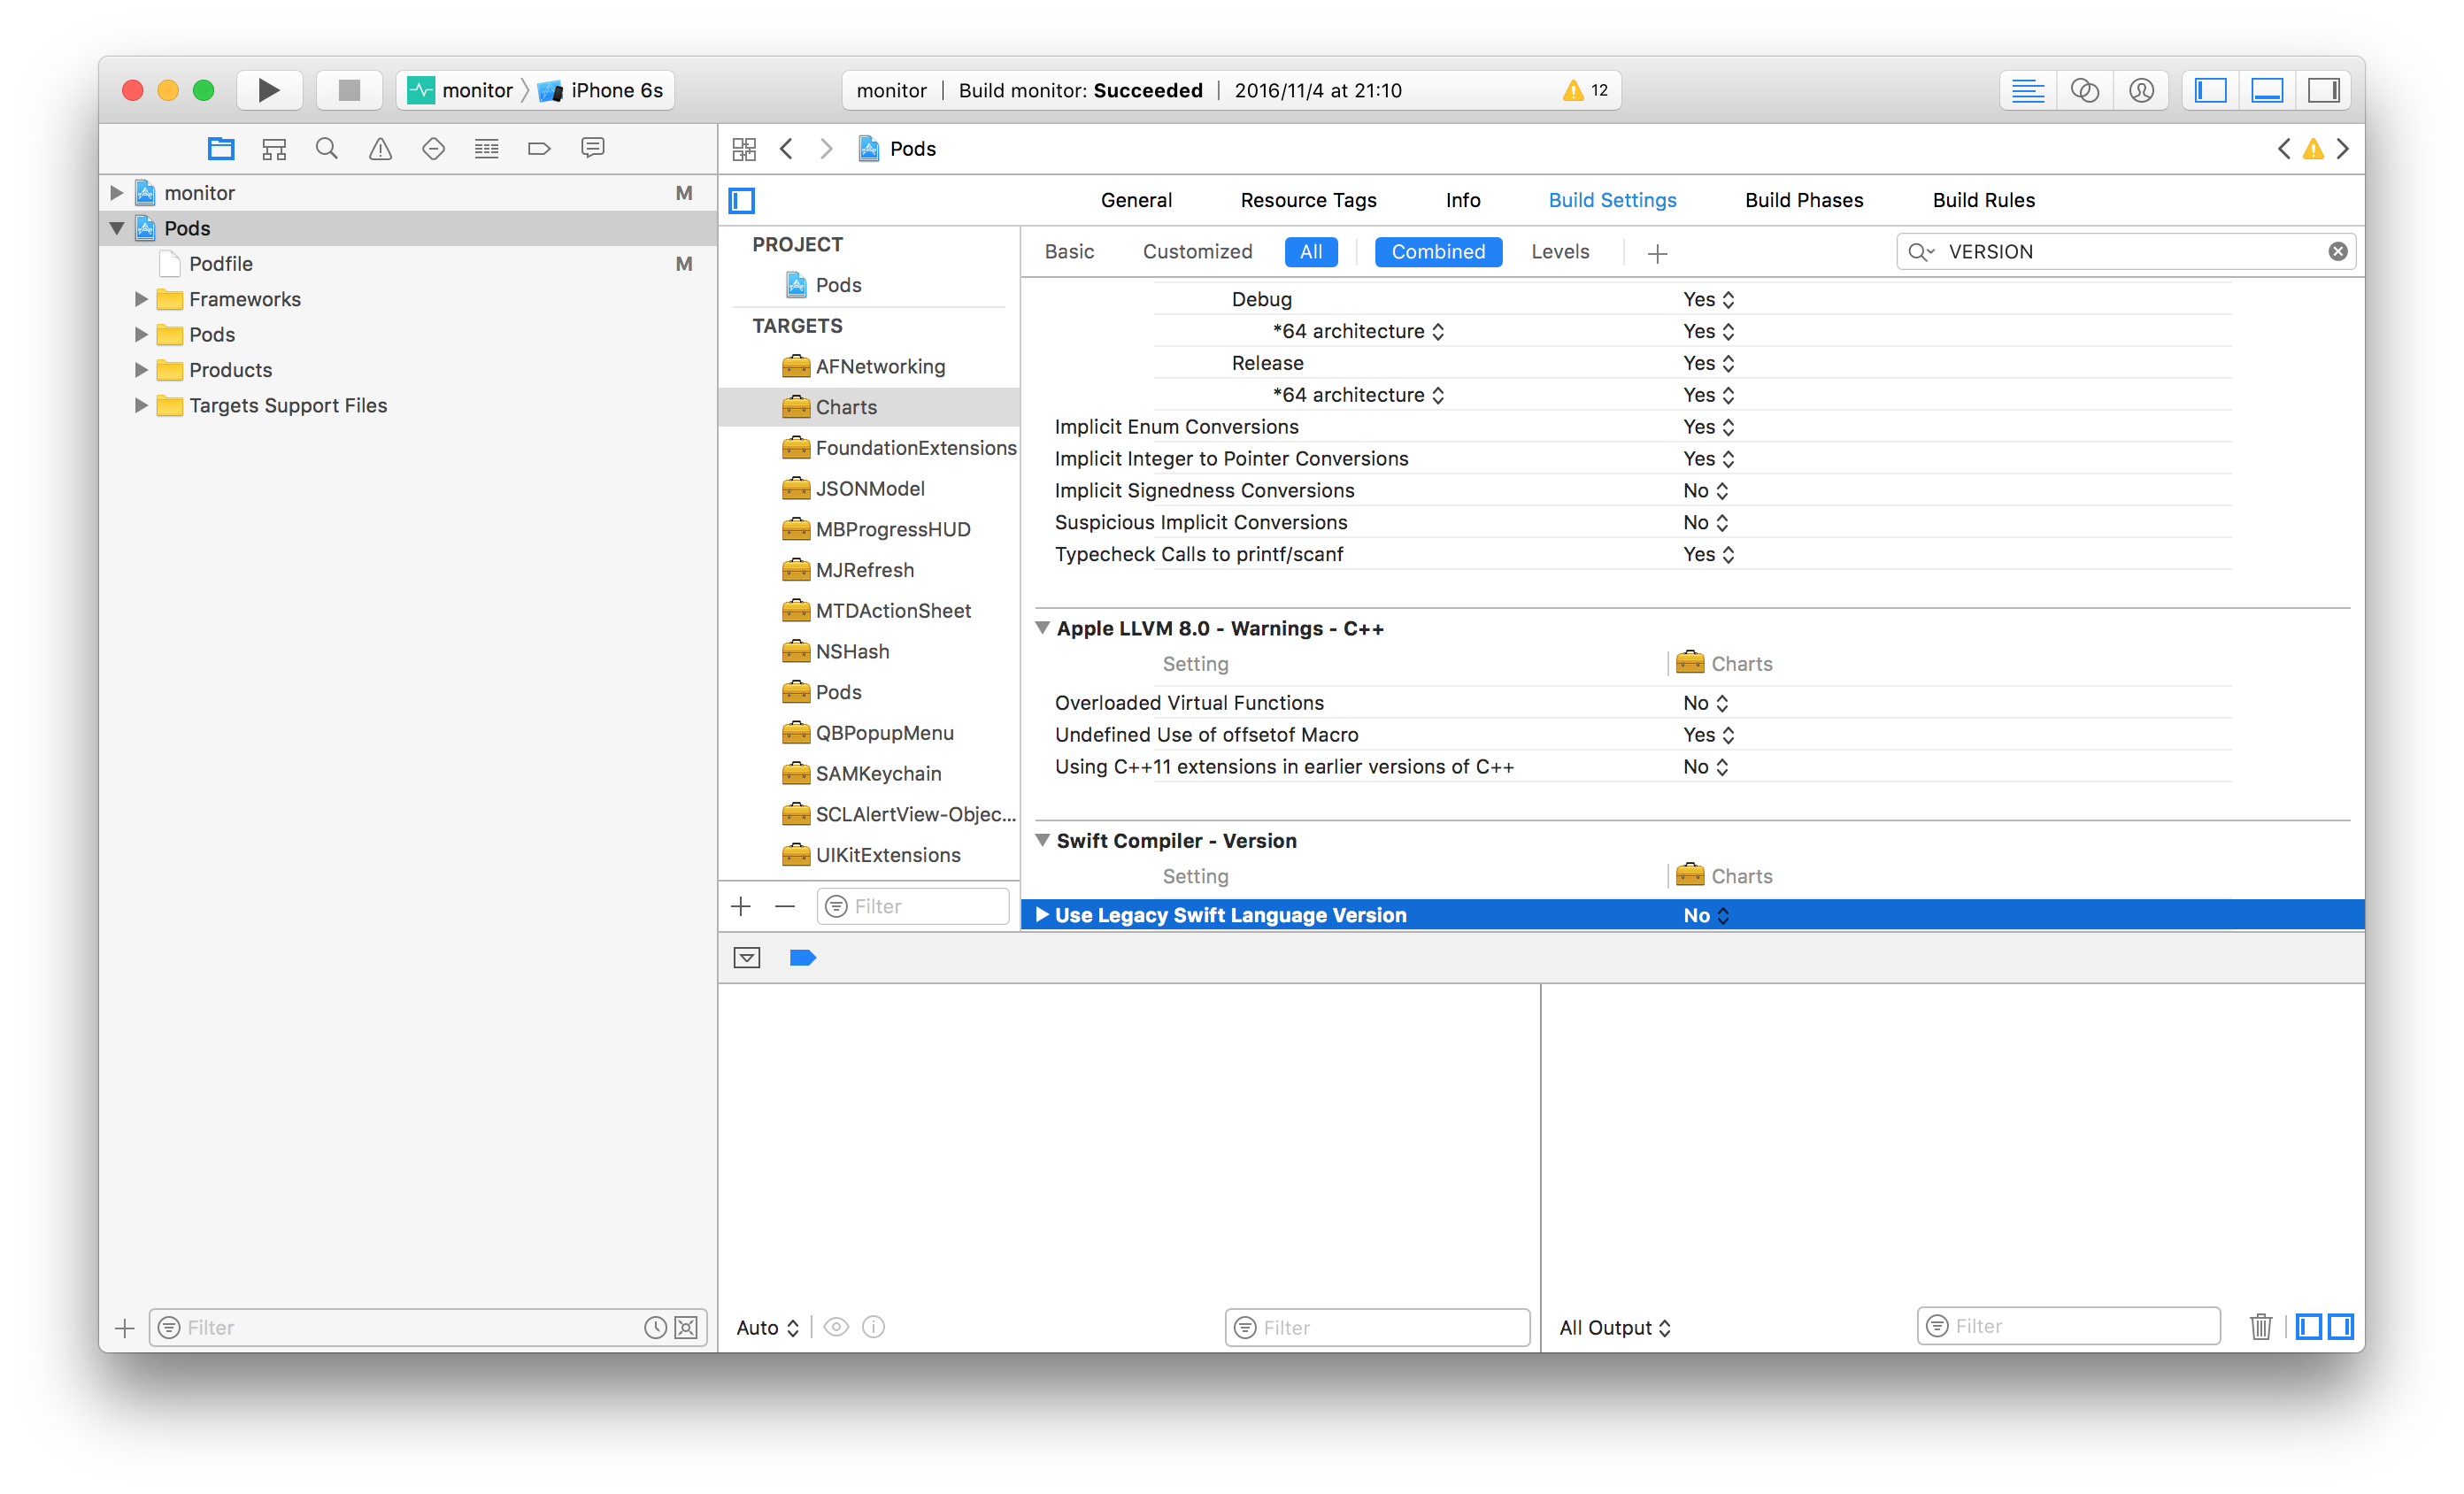 monitor
iPhone 6s
monitor | Build monitor: Succeeded | 2016/11/4 at 21:10
12
Pods
monitor
M
Pods
Podfile
M
Frameworks
Pods
Products
Targets Support Files
General
Resource Tags
Info
Build Settings
Build Phases
Build Rules
PROJECT
Pods
TARGETS
AFNetworking
Charts
FoundationExtensions
JSONModel
MBProgressHUD
MJRefresh
MTDActionSheet
NSHash
Pods
QBPopupMenu
SAMKeychain
SCLAlertView-Objec...
UIKitExtensions
Filter
Basic
Customized
All
Combined
Levels
VERSION
Debug Yes
*64 architecture Yes
Release Yes
*64 architecture Yes
Implicit Enum Conversions Yes
Implicit Integer to Pointer Conversions Yes
Implicit Signedness Conversions No
Suspicious Implicit Conversions No
Typecheck Calls to printf/scanf Yes
Apple LLVM 8.0 - Warnings - C++
Setting Charts
Overloaded Virtual Functions No
Undefined Use of offsetof Macro Yes
Using C++11 extensions in earlier versions of C++ No
Swift Compiler - Version
Setting Charts
Use Legacy Swift Language Version No
Filter
Auto
Filter
All Output
Filter